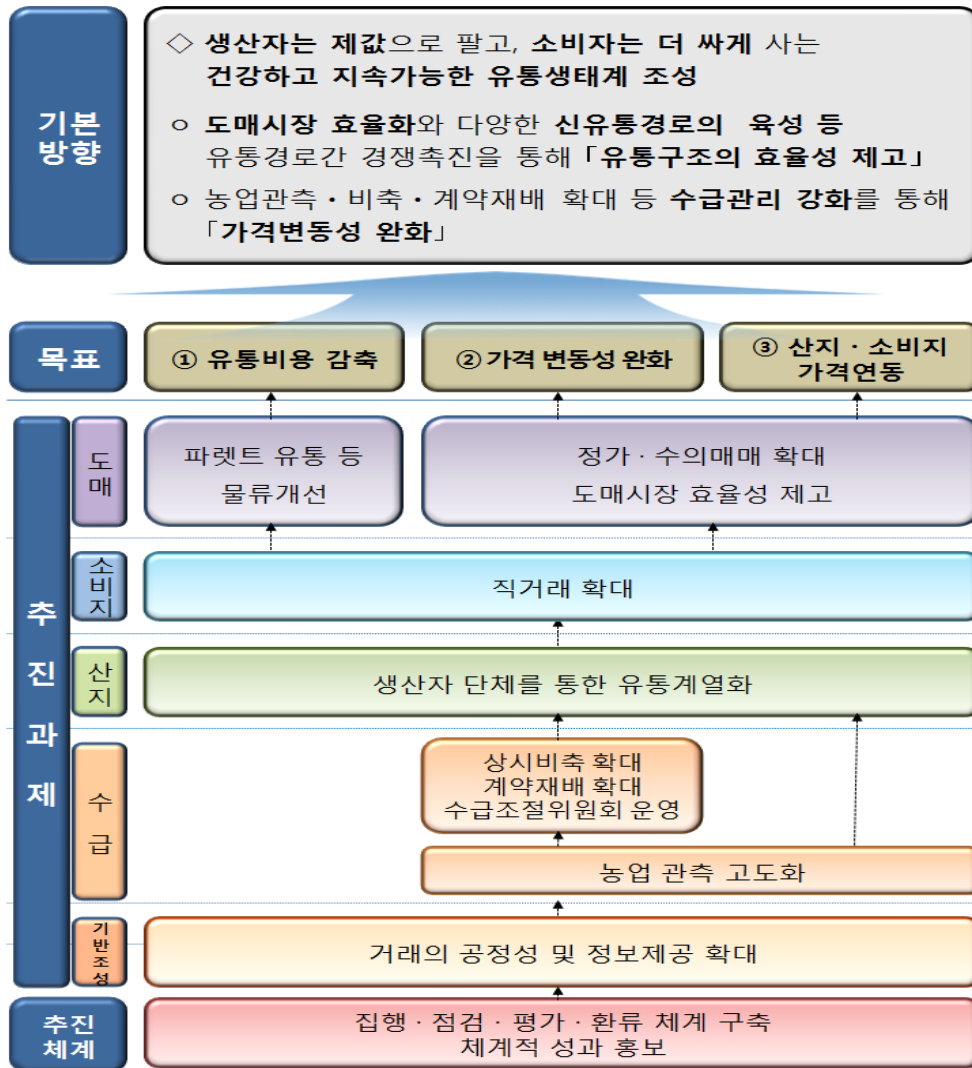 기본
방향
◇ 생산자는 제값으로 팔고, 소비자는 더 싸게 사는
건강하고 지속가능한 유통생태계 조성
ㅇ 도매시장 효율화와 다양한 신유통경로의 육성 등
유통경로간 경쟁촉진을 통해 「유통구조의 효율성 제고」
ㅇ 농업관측·비축·계약재배 확대 등 수급관리 강화를 통해
「가격변동성 완화」
목표
① 유통비용 감축
② 가격 변동성 완화
③ 산지·소비지
가격연동
추진과제
도매
파렛트 유통 등
물류개선
정가·수의매매 확대
도매시장 효율성 제고
소비지
직거래 확대
산지
생산자 단체를 통한 유통계열화
수급
상시비축 확대
계약재배 확대
수급조절위원회 운영
농업 관측 고도화
기반조성
거래의 공정성 및 정보제공 확대
추진
체계
집행·점검·평가·환류 체계 구축
체계적 성과 홍보